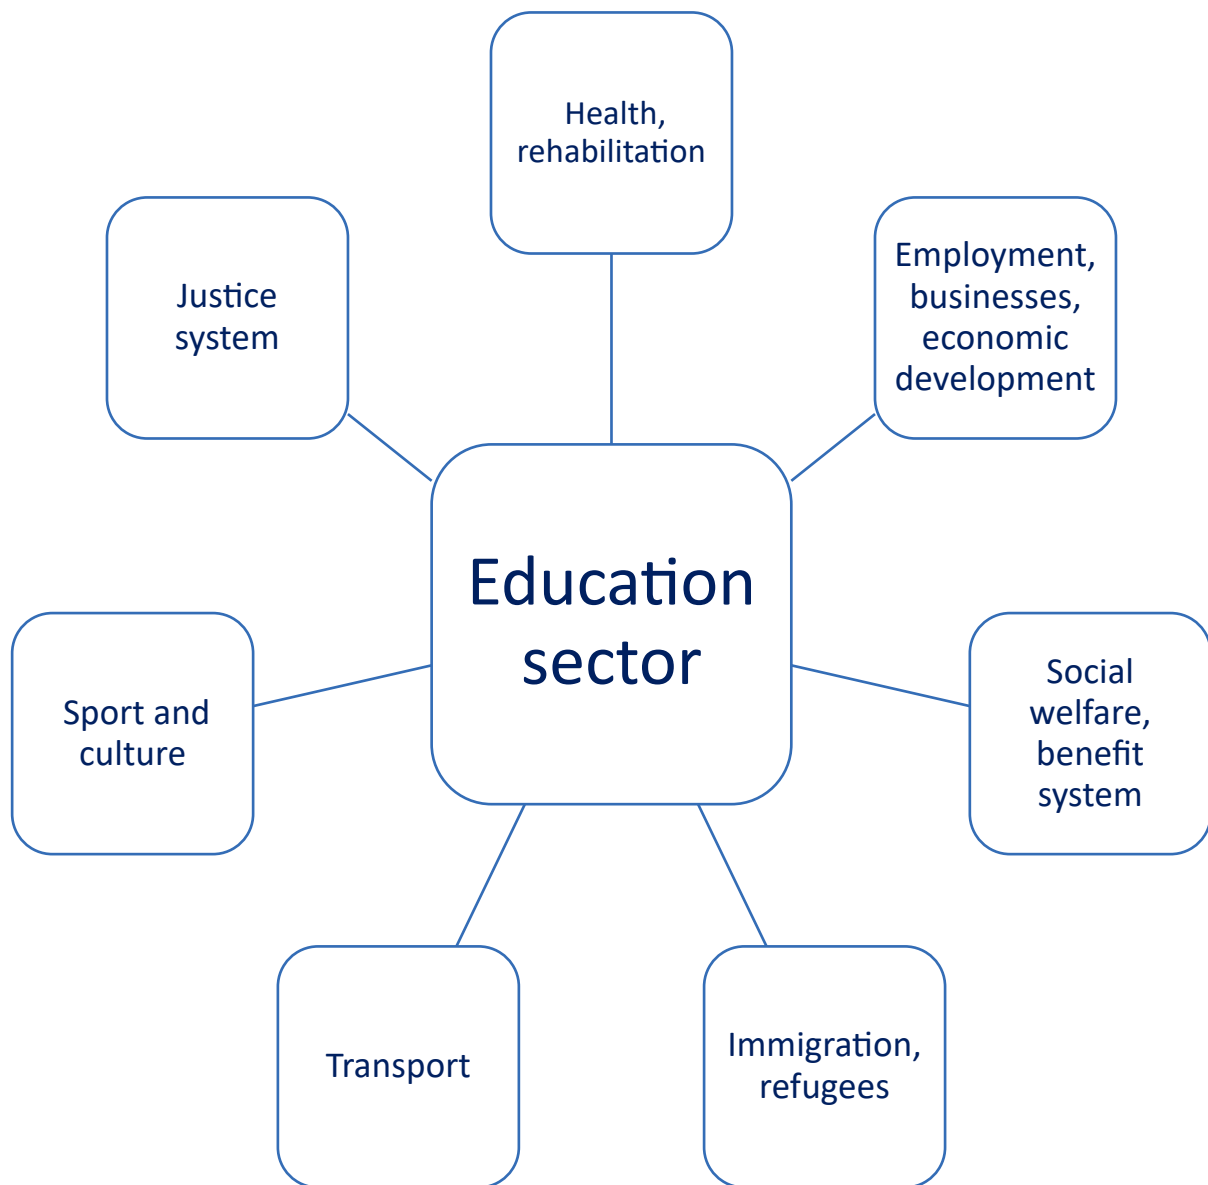 Health,
rehabilitation
Employment,
businesses,
economic
development
Justice
system
Education
sector
Social
welfare,
benefit
system
Sport and
culture
Immigration,
refugees
Transport